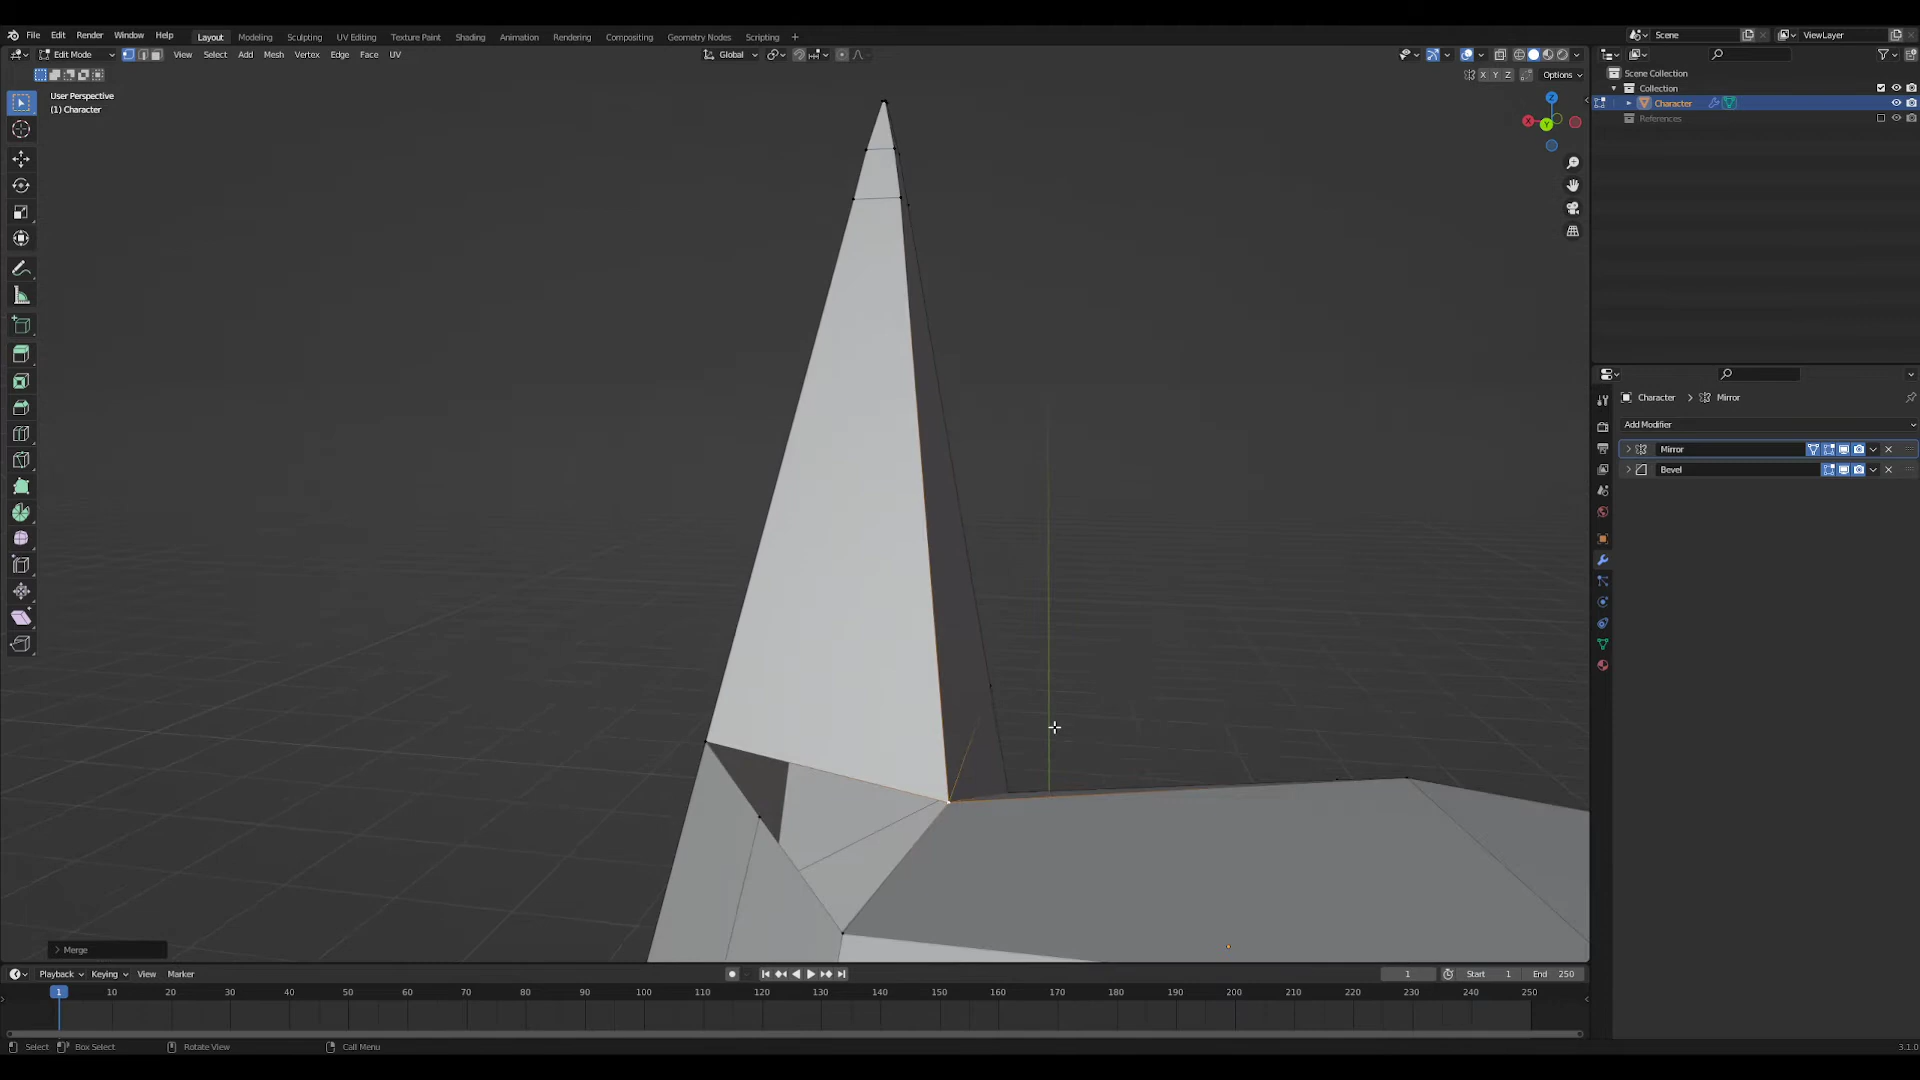 File Edit Render Window Help Layout Modeling Sculpting UV Editing Texture Paint Shading Animation Rendering Compositing Geometry Nodes Scripting + Scene ViewLayer
Edit Mode View Select Add Mesh Vertex Edge Face UV Global
X Y Z Options
User Perspective
(1) Character
Z
X
Y
Scene Collection
Collection
Character
References
Character > Mirror
Add Modifier
Mirror
Bevel
Merge
Playback Keying View Marker 1 Start 1 End 250
1 10 20 30 40 50 60 70 80 90 100 110 120 130 140 150 160 170 180 190 200 210 220 230 240 250
Select Box Select Rotate View Call Menu 3.1.0